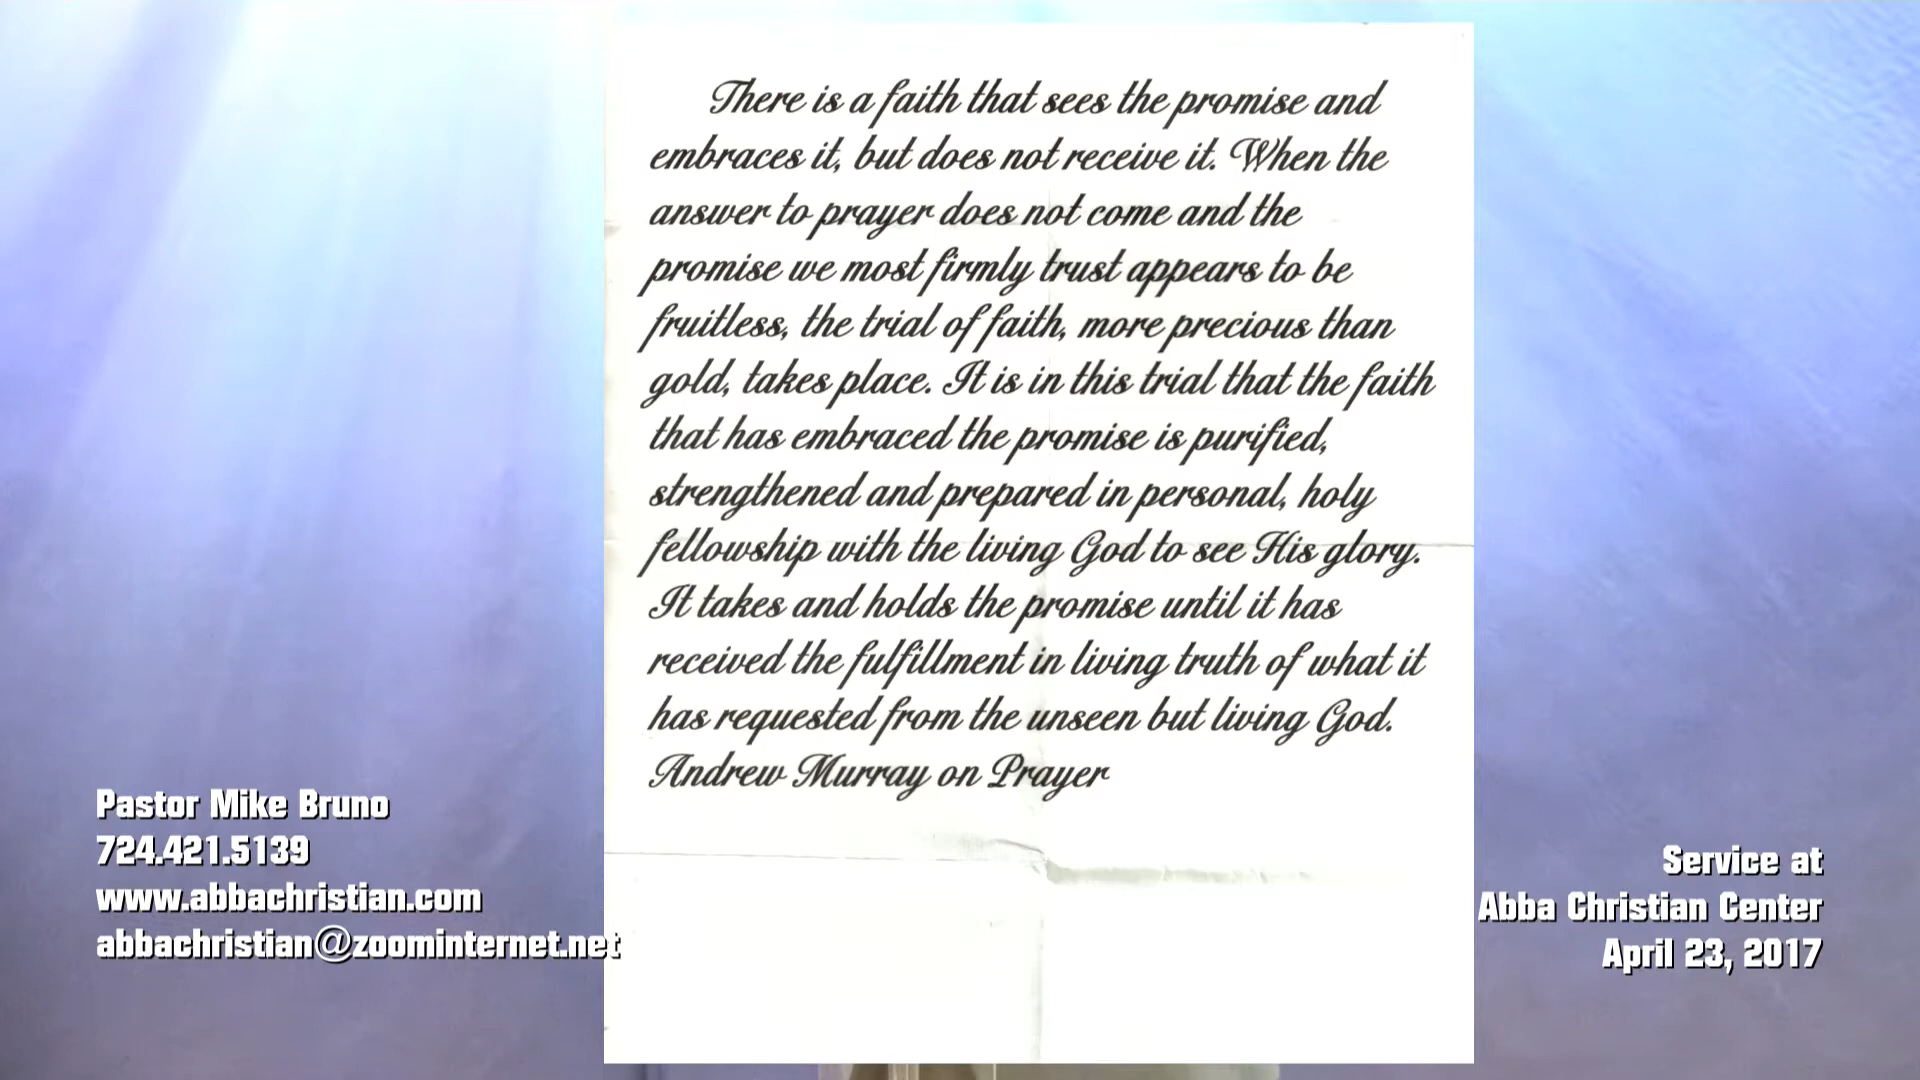 There is a faith that sees the promise and
embraces it, but does not receive it. When the
answer to prayer does not come and the
promise we most firmly trust appears to be
fruitless, the trial of faith, more precious than
gold, takes place. It is in this trial that the faith
that has embraced the promise is purified,
strengthened and prepared in personal, holy
fellowship with the living God to see His glory.
It takes and holds the promise until it has
received the fulfillment in living truth of what it
has requested from the unseen but living God.
Andrew Murray on Prayer
Pastor Mike Bruno
724.421.5139
www.abbachristian.com
abbachristian@zoominternet.net
Service at
Abba Christian Center
April 23, 2017